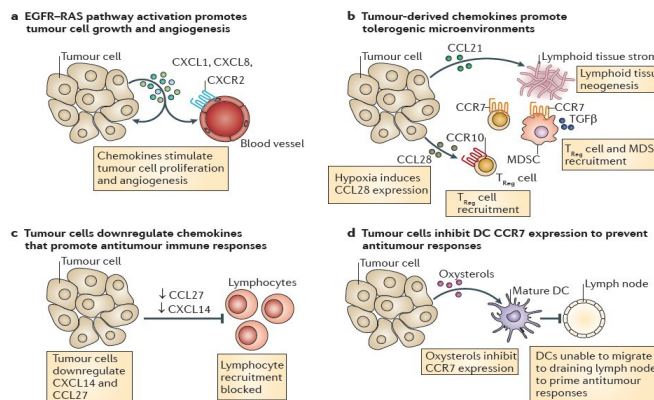 a EGFR–RAS pathway activation promotes
tumour cell growth and angiogenesis
Tumour cell
CXCL1, CXCL8,
CXCR2
Blood vessel
Chemokines stimulate
tumour cell proliferation
and angiogenesis
b Tumour-derived chemokines promote
tolerogenic microenvironments
Tumour cell
CCL21
Lymphoid tissue strom
Lymphoid tissu
neogenesis
CCR7
CCR7
TGFβ
CCR10
MDSC
CCL28
T Reg cell
T Reg cell and MDS
recruitment
Hypoxia induces
CCL28 expression
T Reg cell
recruitment
c Tumour cells downregulate chemokines
that promote antitumour immune responses
Tumour cell
Lymphocytes
↓ CCL27
↓ CXCL14
Tumour cells
downregulate
CXCL14 and
CCL27
Lymphocyte
recruitment
blocked
d Tumour cells inhibit DC CCR7 expression to prevent
antitumour responses
Tumour cell
Oxysterols
Mature DC
Lymph node
Oxysterols inhibit
CCR7 expression
DCs unable to migrate
to draining lymph node
to prime antitumour
responses